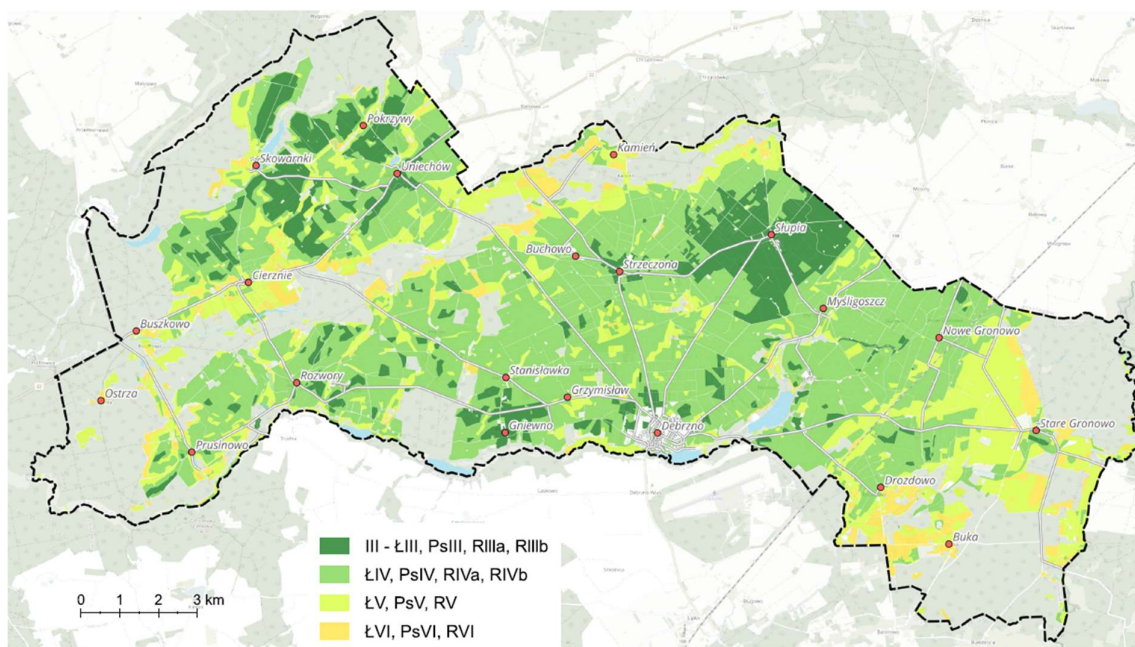 Pokrzywy
Kamień
Skowarnki
Uniechów
Słupia
Buchowo
Strzeczona
Cierznie
Myśligoszcz
Buszkowo
Nowe Gronowo
Rozwory
Stanisławka
Ostrza
Grzymisław
Gniewno
Debrzno
Stare Gronowo
Prusinowo
Drozdowo
Buka
III - ŁIII, PsIII, RIIIa, RIIIb
ŁIV, PsIV, RIVa, RIVb
ŁV, PsV, RV
ŁVI, PsVI, RVI
0 1 2 3 km